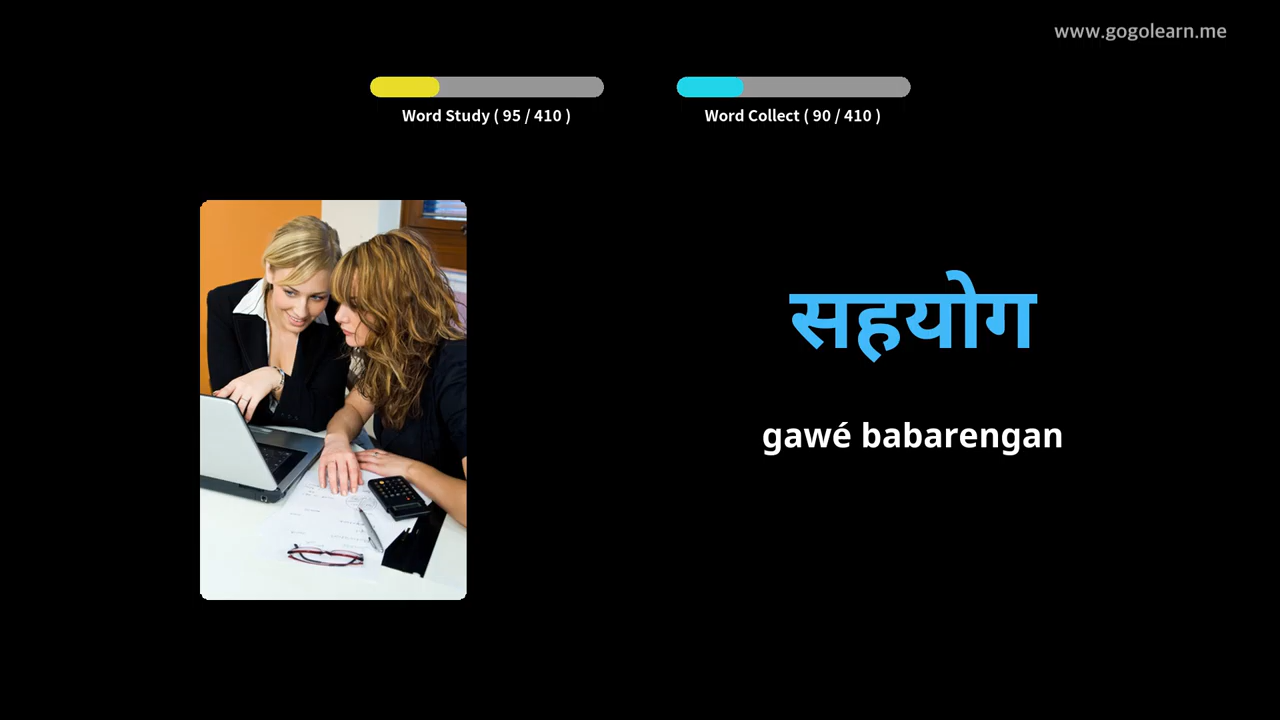 www.gogolearn.me
Word Study ( 95 / 410 )
Word Collect ( 90 / 410 )
सहयोग
gawé babarengan